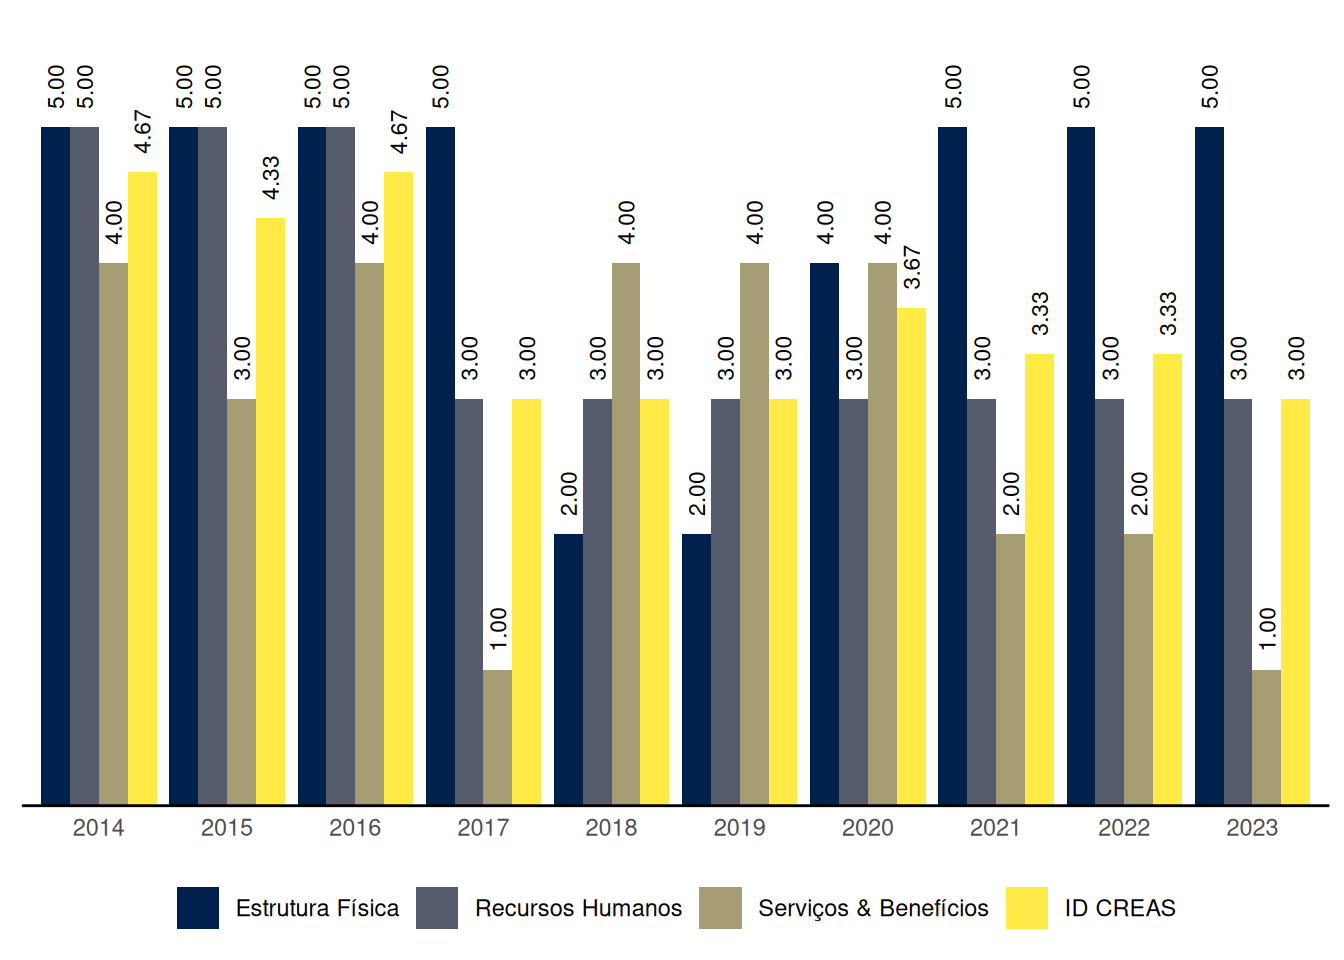 5.00 5.00 4.00 4.67 5.00 5.00 3.00 4.33 5.00 5.00 4.00 4.67 5.00 3.00 1.00 3.00 2.00 3.00 4.00 3.00 2.00 3.00 4.00 3.00 4.00 3.00 4.00 3.67 5.00 3.00 2.00 3.33 5.00 3.00 2.00 3.33 5.00 3.00 1.00 3.00
2014 2015 2016 2017 2018 2019 2020 2021 2022 2023
Estrutura Física Recursos Humanos Serviços & Benefícios ID CREAS